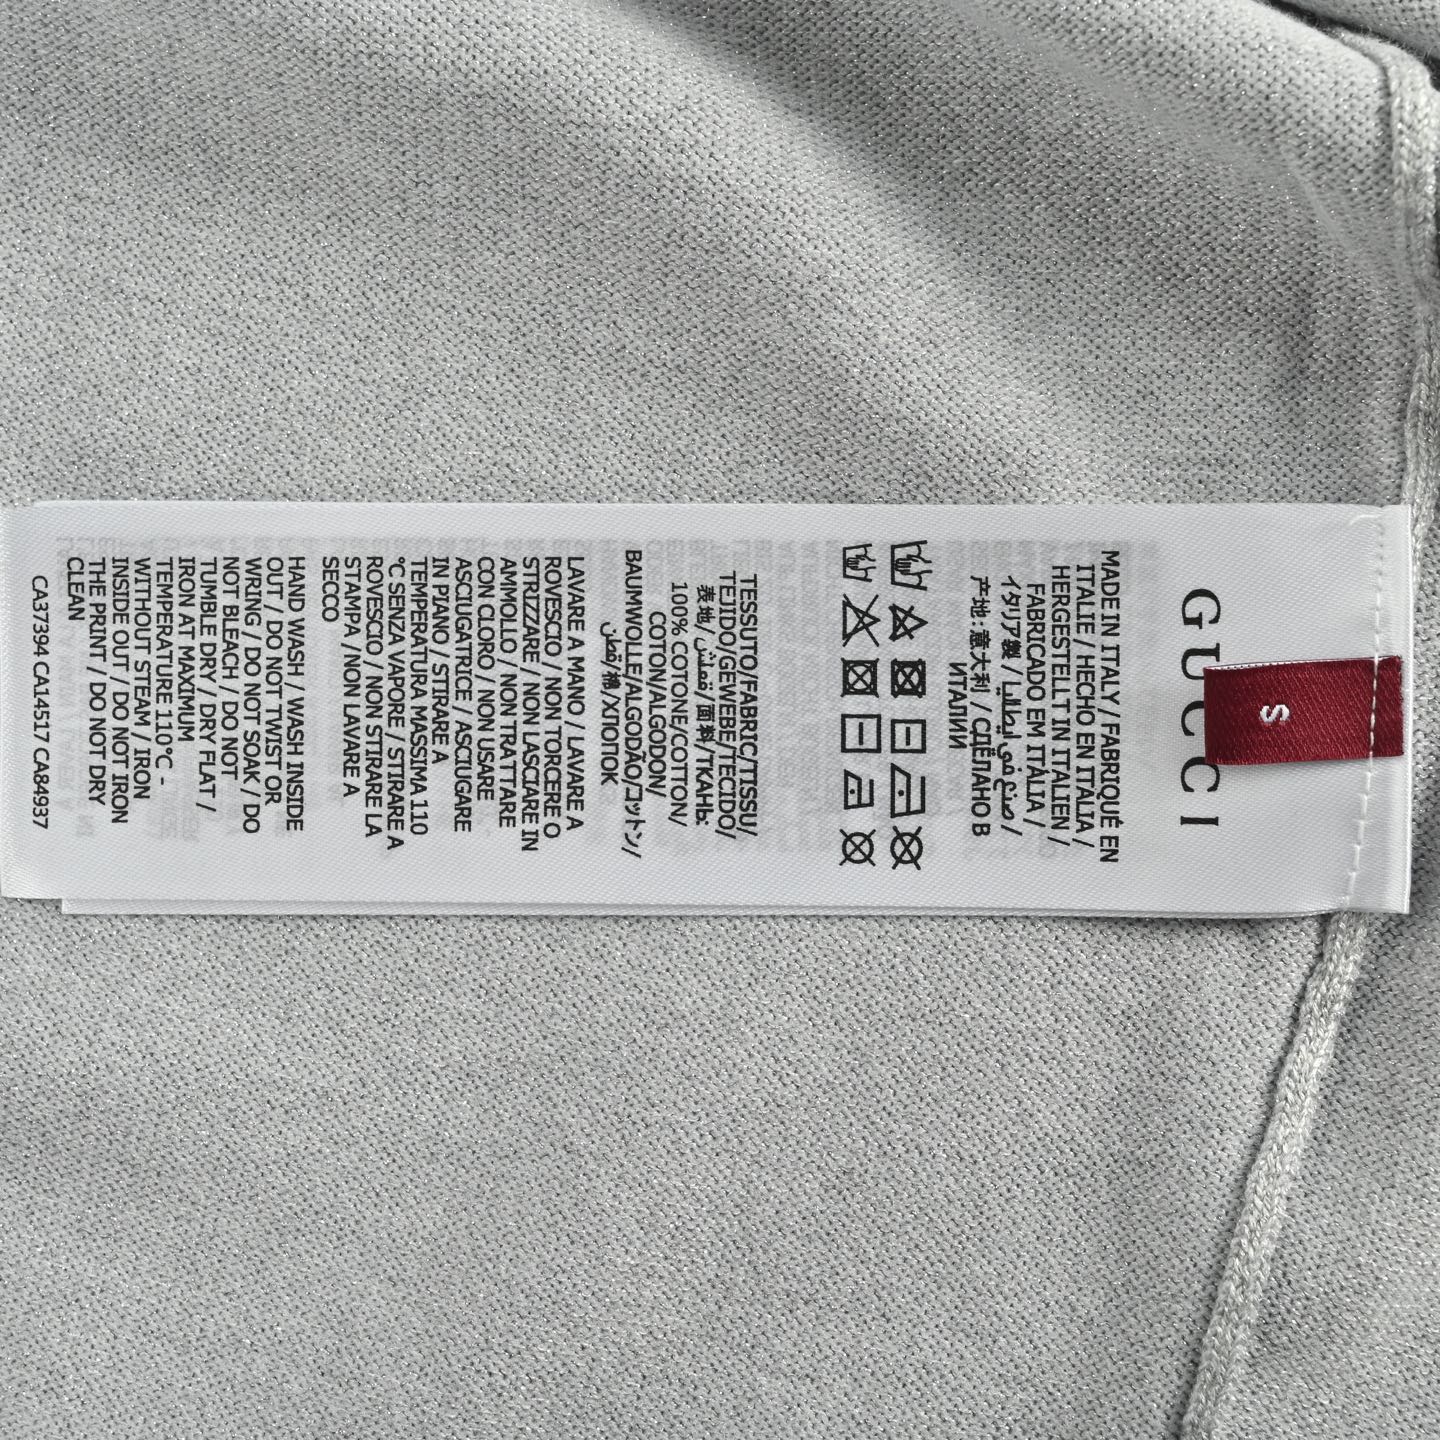 GUCCI
S
MADE IN ITALY / FABRIQUÉ EN
ITALIE / HECHO EN ITALIA /
HERGESTELLT IN ITALIEN /
FABRICADO EM ITÁLIA /
イタリア製 / صنع في إيطاليا /
产地：意大利 / СДЕЛАНО В
ИТАЛИИ
TESSUTO/FABRIC/TISSU/
TEJIDO/GEWEBE/TECIDO/
表地/قماش/面料/ТКАНЬ:
100% COTONE/COTTON/
COTON/ALGODON/
BAUMWOLLE/ALGODÃO/コットン/
قطن/棉/ХЛОПОК
LAVARE A MANO / LAVARE A
ROVESCIO / NON TORCERE O
STRIZZARE / NON LASCIARE IN
AMMOLLO / NON TRATTARE
CON CLORO / NON USARE
ASCIUGATRICE / ASCIUGARE
IN PIANO / STIRARE A
TEMPERATURA MASSIMA 110
°C SENZA VAPORE / STIRARE A
ROVESCIO / NON STIRARE LA
STAMPA /NON LAVARE A
SECCO
HAND WASH / WASH INSIDE
OUT / DO NOT TWIST OR
WRING / DO NOT SOAK / DO
NOT BLEACH / DO NOT
TUMBLE DRY / DRY FLAT /
IRON AT MAXIMUM
TEMPERATURE 110°C -
WITHOUT STEAM / IRON
INSIDE OUT / DO NOT IRON
THE PRINT / DO NOT DRY
CLEAN
CA37394 CA14517 CA84937